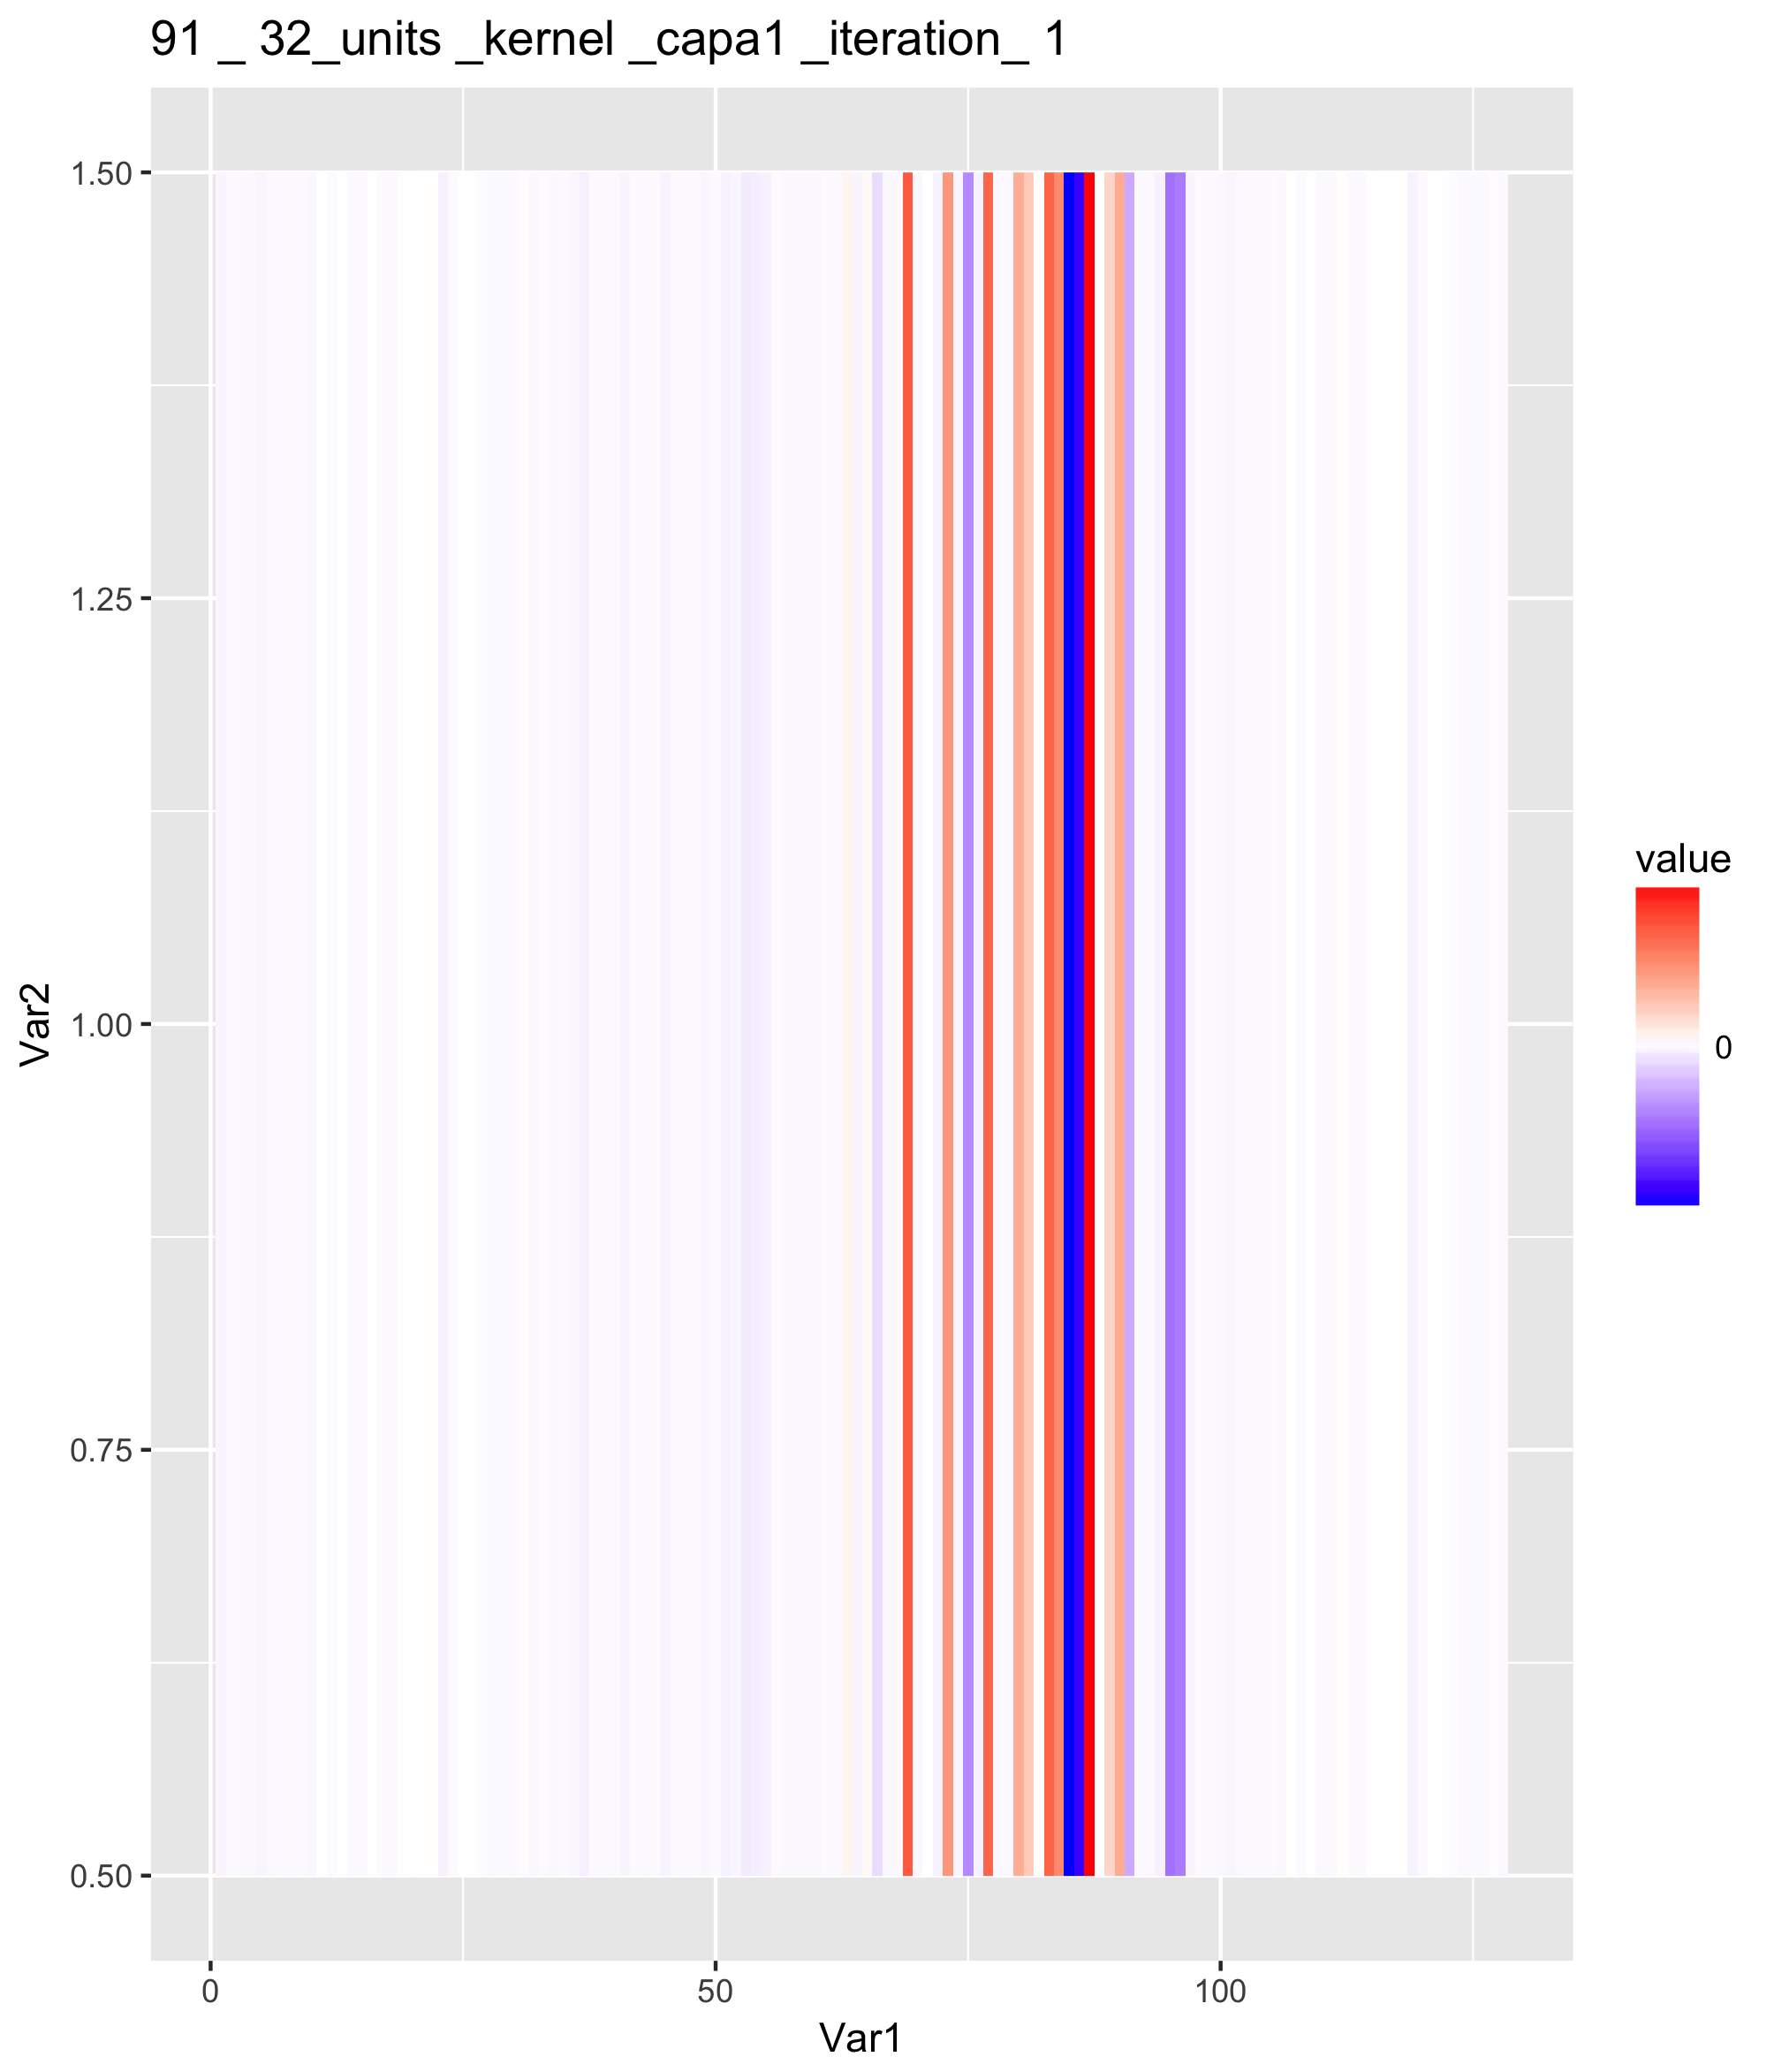 91 _ 32_units _kernel _capa1 _iteration_ 1
1.50
1.25
1.00
0.75
0.50
Var2
0
50
100
Var1
value
0